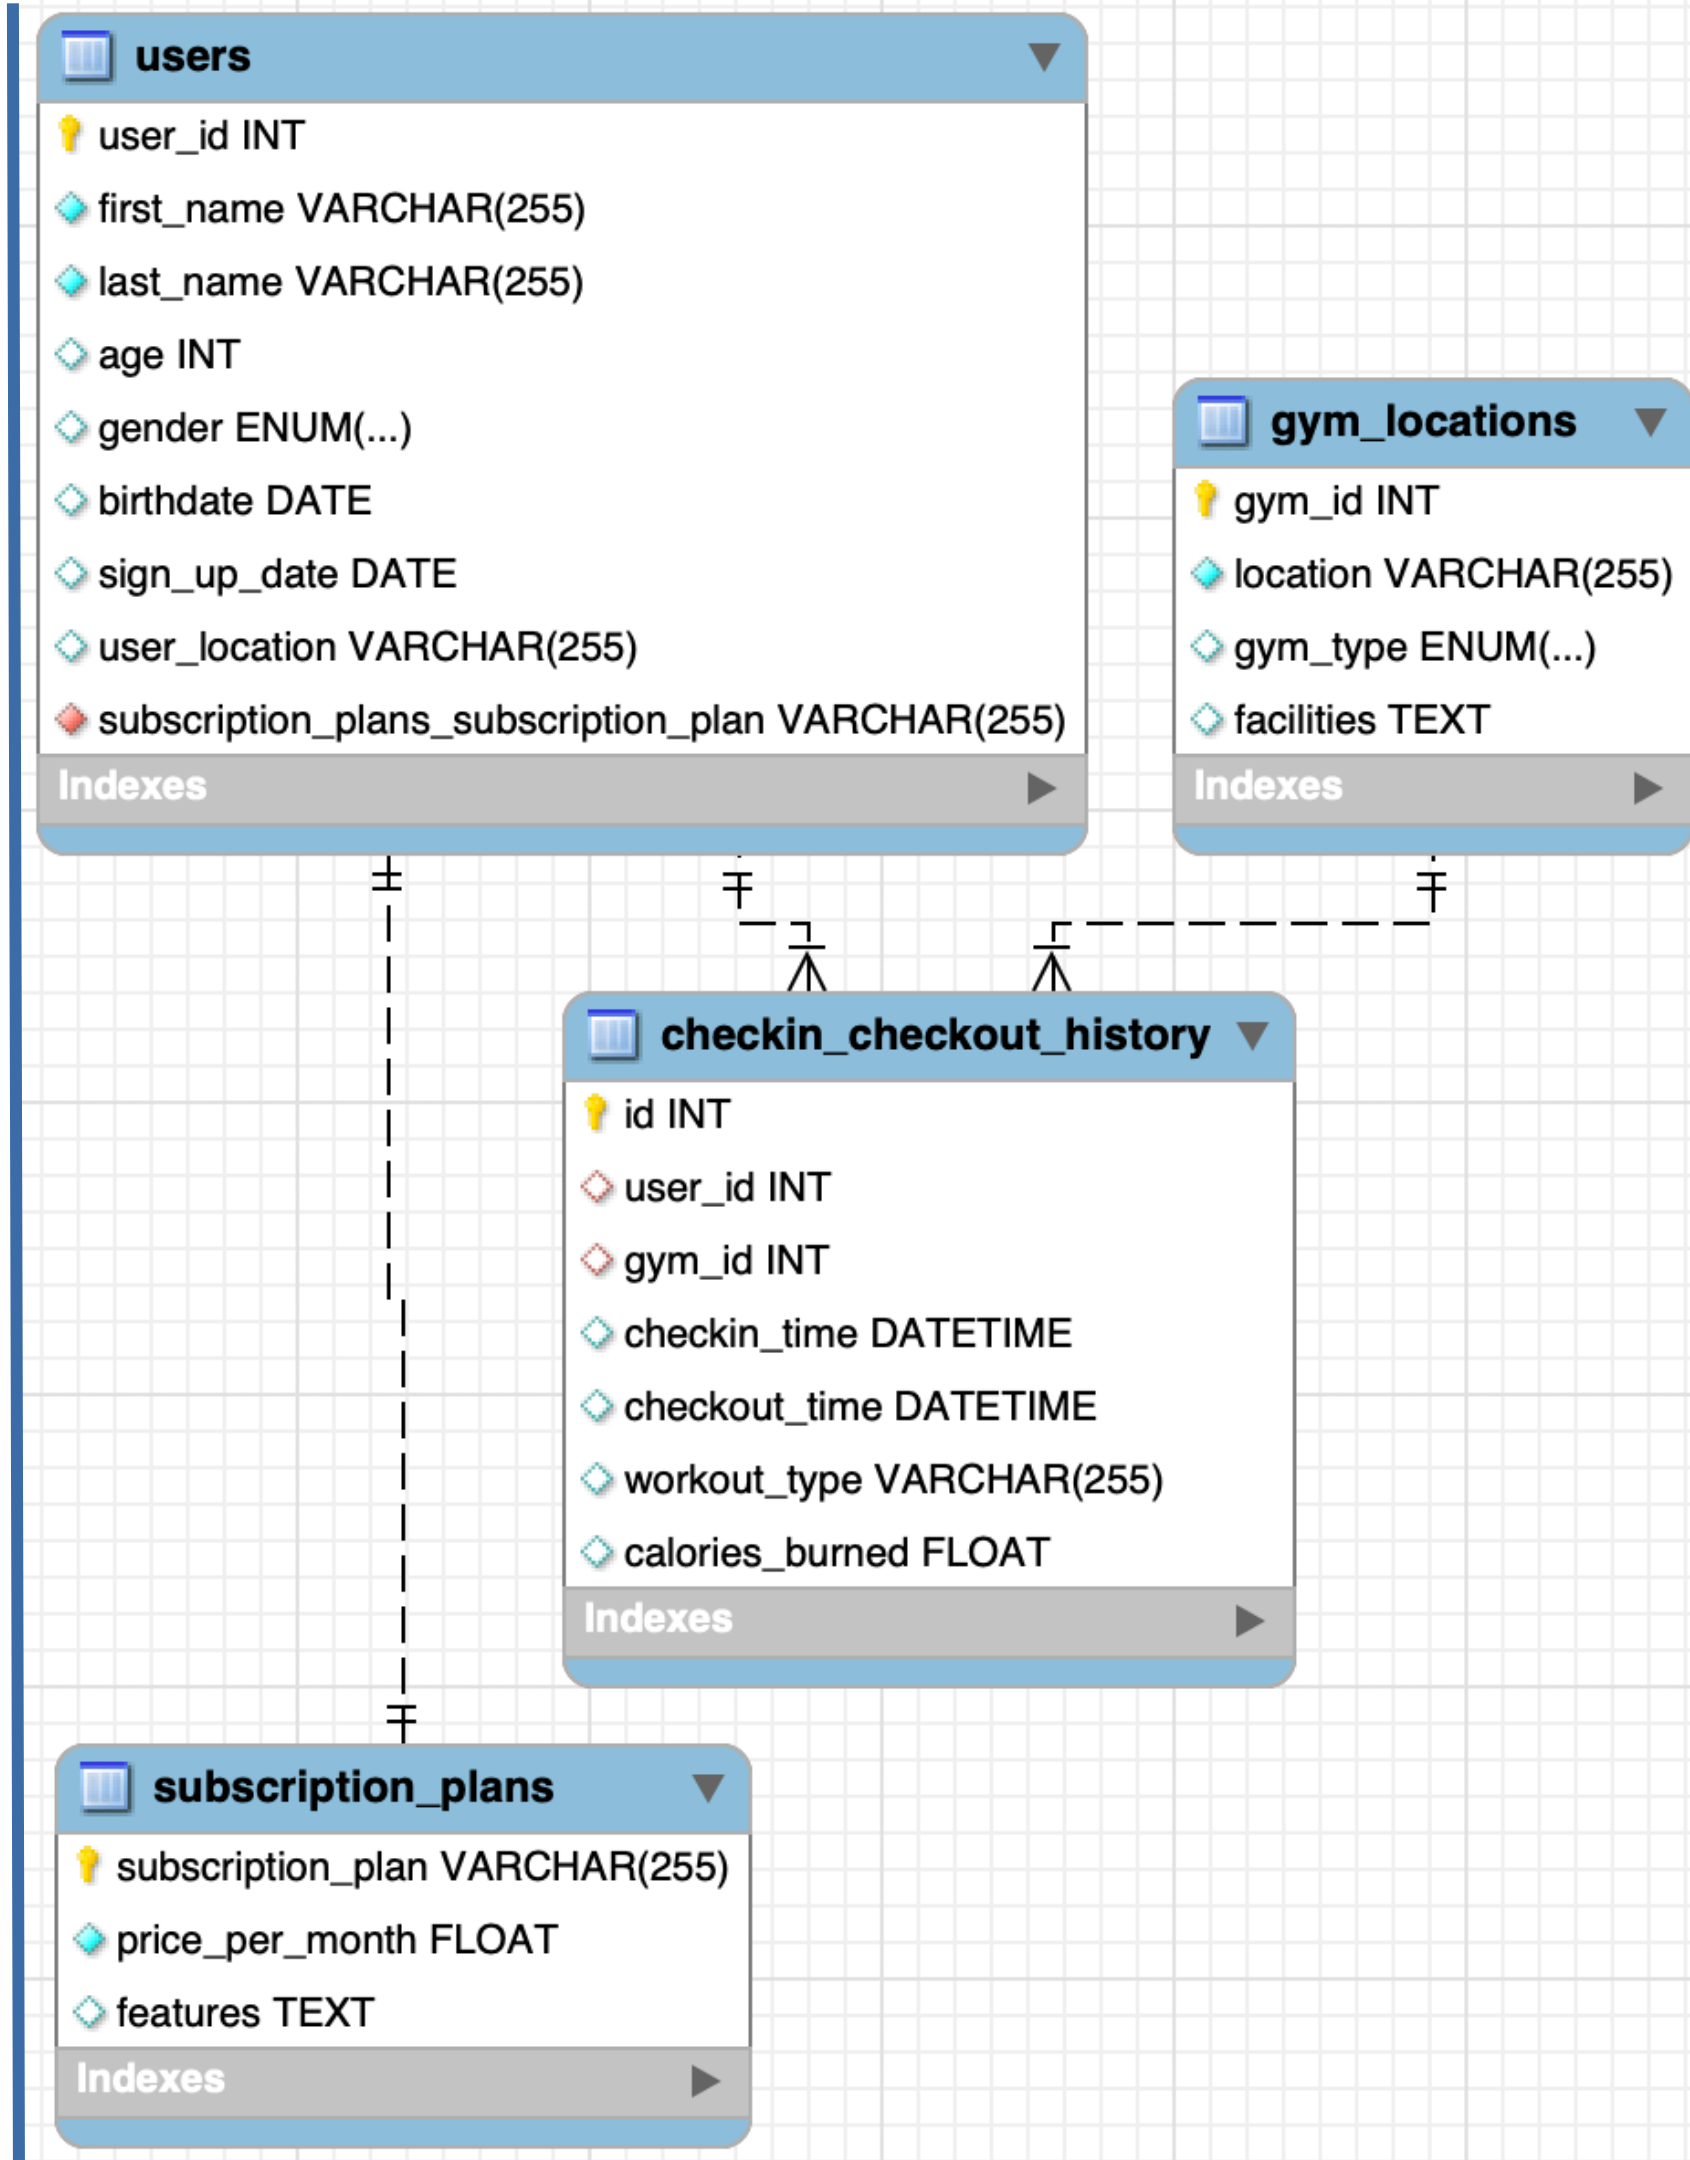 users
user_id INT
first_name VARCHAR(255)
last_name VARCHAR(255)
age INT
gender ENUM(...)
birthdate DATE
sign_up_date DATE
user_location VARCHAR(255)
subscription_plans_subscription_plan VARCHAR(255)
Indexes
gym_locations
gym_id INT
location VARCHAR(255)
gym_type ENUM(...)
facilities TEXT
Indexes
checkin_checkout_history
id INT
user_id INT
gym_id INT
checkin_time DATETIME
checkout_time DATETIME
workout_type VARCHAR(255)
calories_burned FLOAT
Indexes
subscription_plans
subscription_plan VARCHAR(255)
price_per_month FLOAT
features TEXT
Indexes